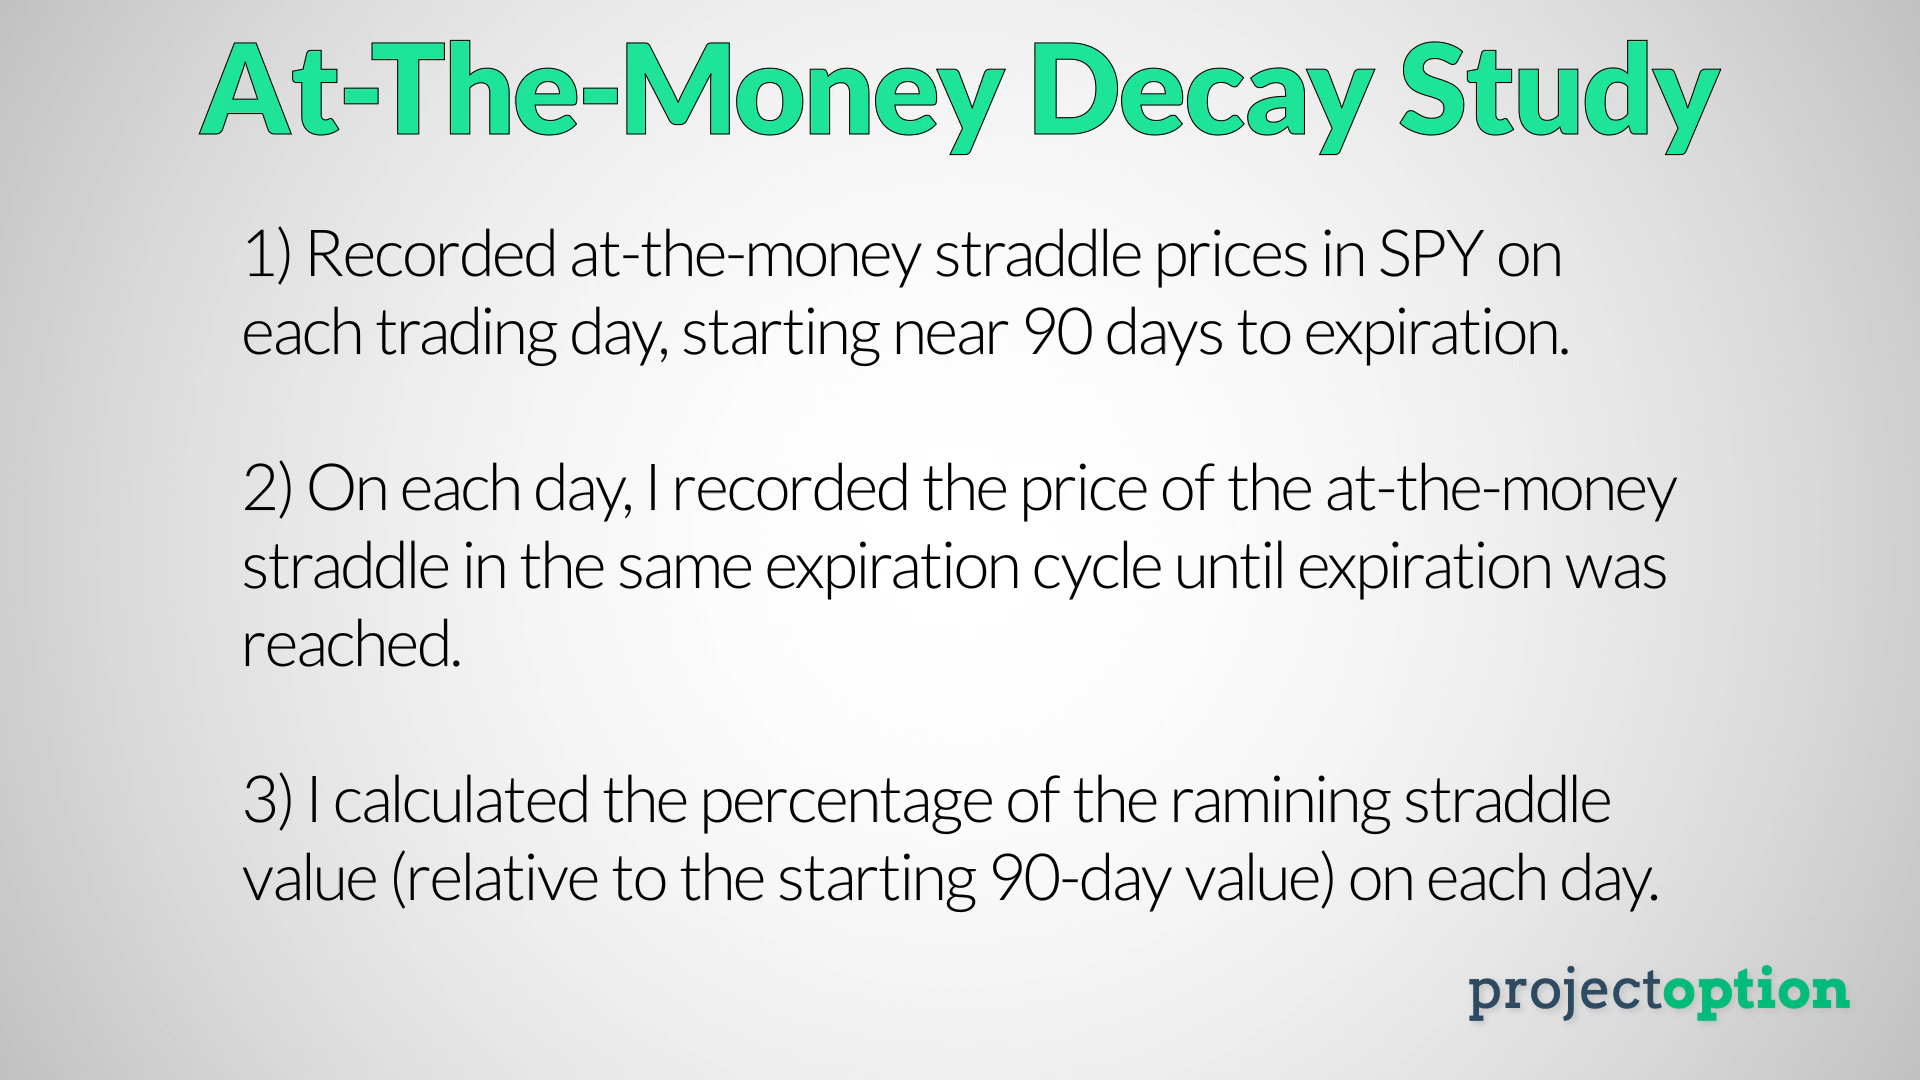 At-The-Money Decay Study
1) Recorded at-the-money straddle prices in SPY on
each trading day, starting near 90 days to expiration.
2) On each day, I recorded the price of the at-the-money
straddle in the same expiration cycle until expiration was
reached.
3) I calculated the percentage of the ramining straddle
value (relative to the starting 90-day value) on each day.
projectoption